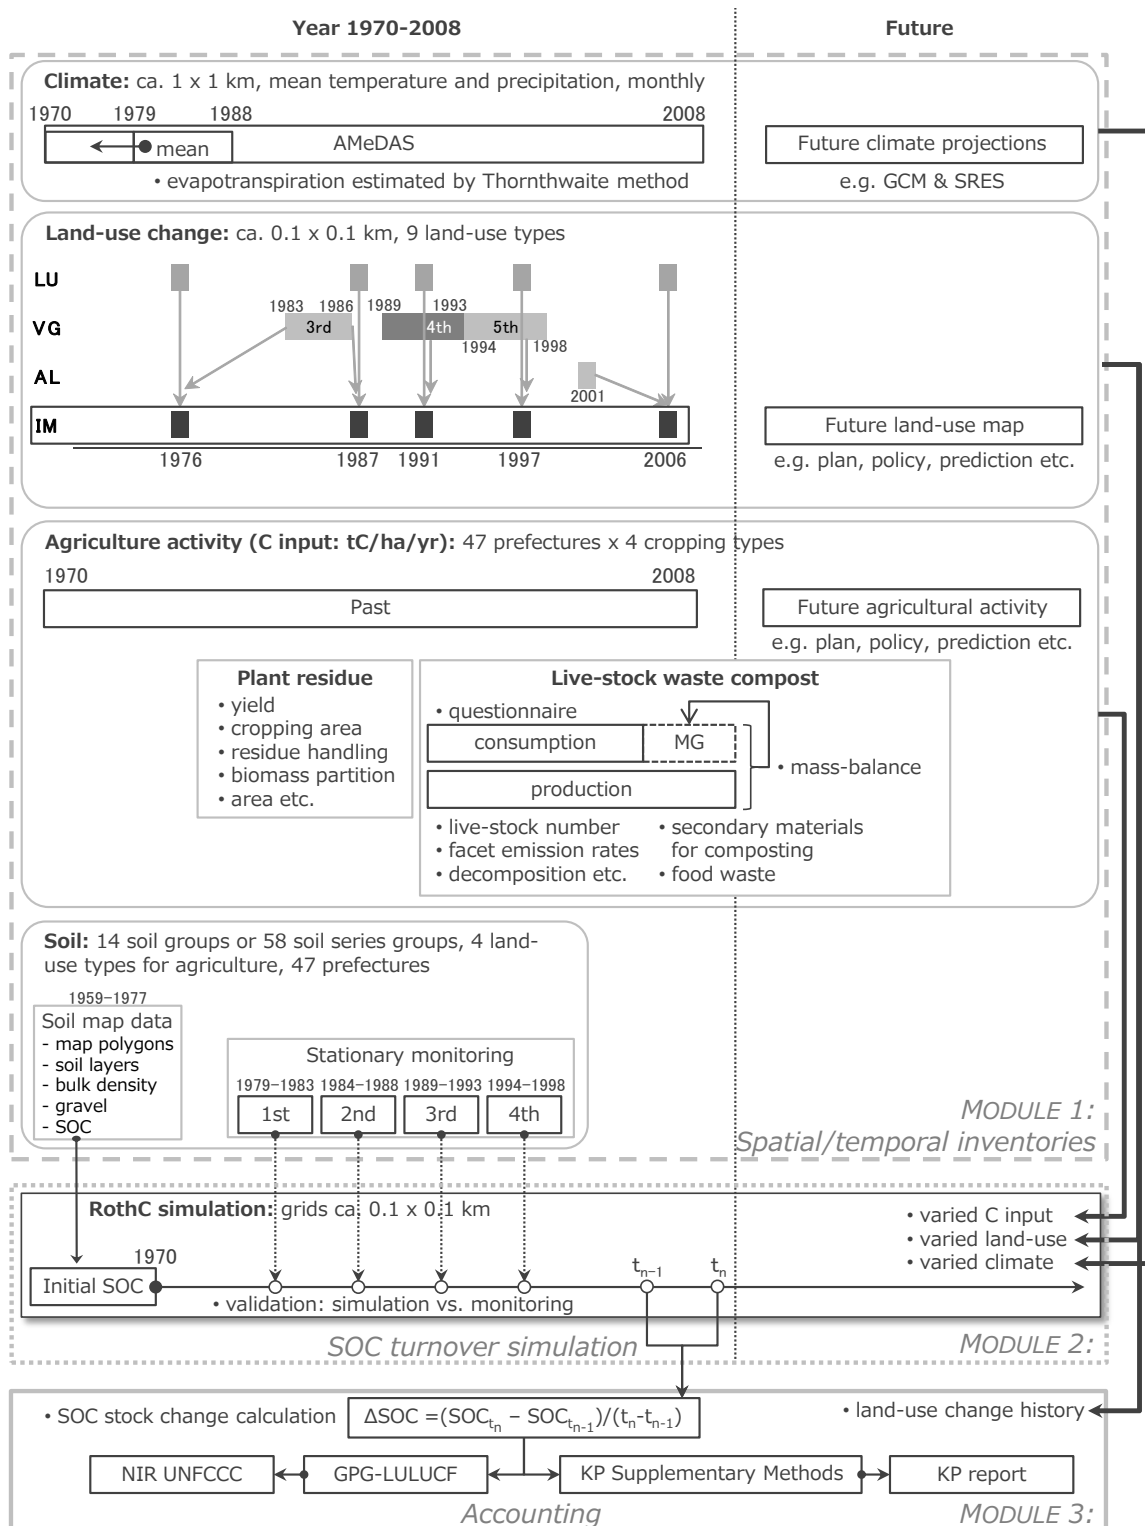 Year 1970-2008
Future
Climate: ca. 1 x 1 km, mean temperature and precipitation, monthly
1970
1979
1988
2008
mean
AMeDAS
• evapotranspiration estimated by Thornthwaite method
Future climate projections
e.g. GCM & SRES
Land-use change: ca. 0.1 x 0.1 km, 9 land-use types
LU
VG
1983
1986
1989
1993
3rd
4th
5th
1994
1998
AL
2001
IM
1976
1987
1991
1997
2006
Future land-use map
e.g. plan, policy, prediction etc.
Agriculture activity (C input: tC/ha/yr): 47 prefectures x 4 cropping types
1970
2008
Past
Future agricultural activity
e.g. plan, policy, prediction etc.
Plant residue
• yield
• cropping area
• residue handling
• biomass partition
• area etc.
Live-stock waste compost
• questionnaire
consumption
MG
production
• mass-balance
• live-stock number
• facet emission rates
• decomposition etc.
• secondary materials
for composting
• food waste
Soil: 14 soil groups or 58 soil series groups, 4 land-
use types for agriculture, 47 prefectures
1959-1977
Soil map data
- map polygons
- soil layers
- bulk density
- gravel
- SOC
Stationary monitoring
1979-1983
1984-1988
1989-1993
1994-1998
1st
2nd
3rd
4th
MODULE 1:
Spatial/temporal inventories
RothC simulation: grids ca. 0.1 x 0.1 km
• varied C input
• varied land-use
• varied climate
1970
Initial SOC
tn-1
tn
• validation: simulation vs. monitoring
SOC turnover simulation
MODULE 2:
• SOC stock change calculation
ΔSOC =(SOCtn – SOCtn-1)/(tn-tn-1)
• land-use change history
NIR UNFCCC
GPG-LULUCF
KP Supplementary Methods
KP report
Accounting
MODULE 3: